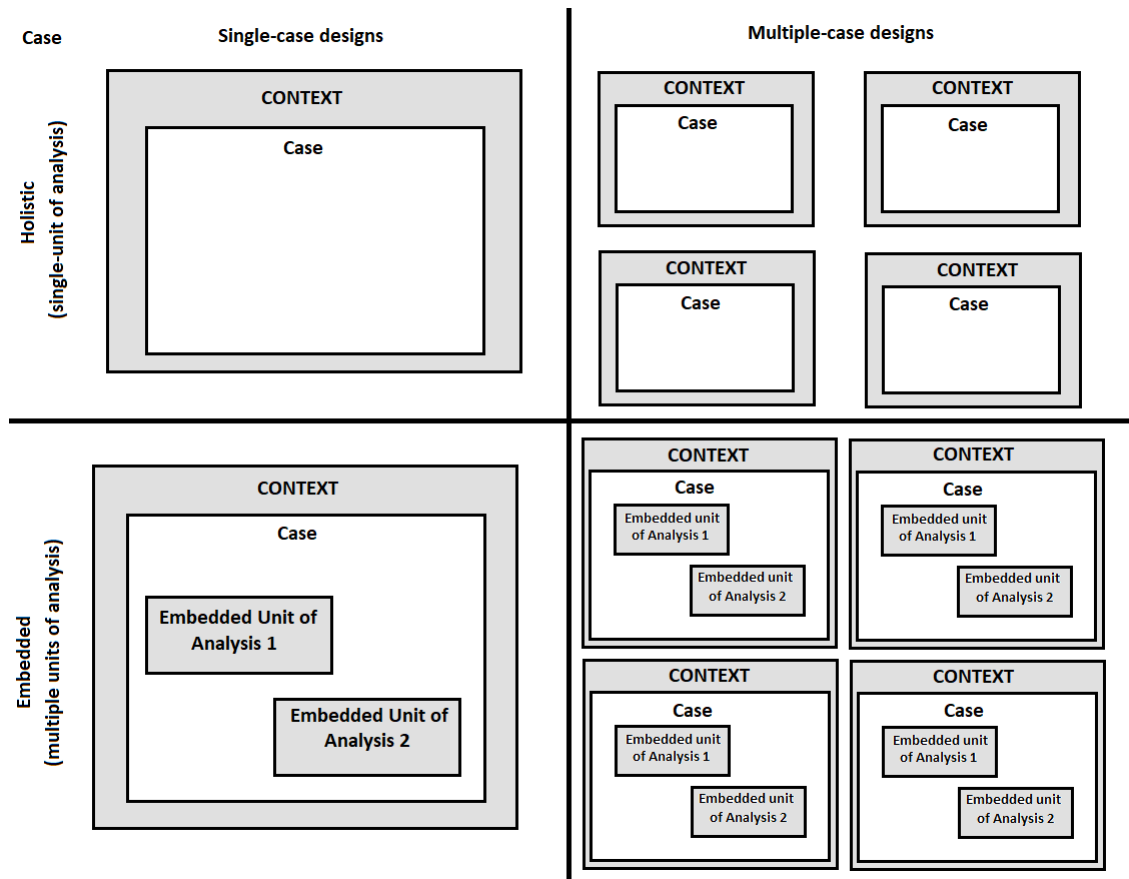 Case
Single-case designs
Multiple-case designs
Holistic
(single-unit of analysis)
CONTEXT
Case
CONTEXT
Case
CONTEXT
Case
CONTEXT
Case
CONTEXT
Case
Embedded
(multiple units of analysis)
CONTEXT
Case
Embedded Unit of
Analysis 1
Embedded Unit of
Analysis 2
CONTEXT
Case
Embedded unit
of Analysis 1
Embedded unit
of Analysis 2
CONTEXT
Case
Embedded unit
of Analysis 1
Embedded unit
of Analysis 2
CONTEXT
Case
Embedded unit
of Analysis 1
Embedded unit
of Analysis 2
CONTEXT
Case
Embedded unit
of Analysis 1
Embedded unit
of Analysis 2